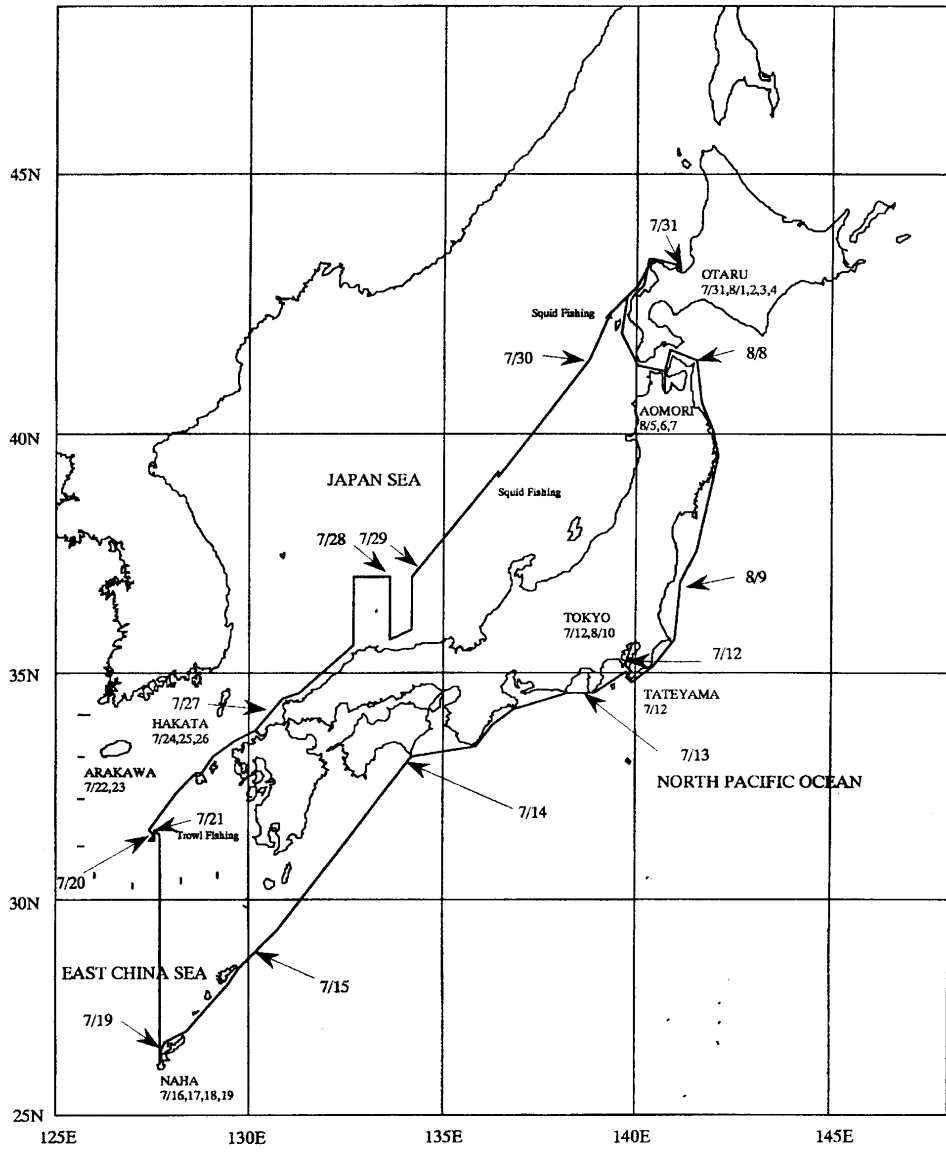 45N
7/31
OTARU
7/31,8/1,2,3,4
Squid Fishing
7/30
8/8
AOMORI
8/5,6,7
40N
JAPAN SEA
Squid Fishing
7/28
7/29
8/9
TOKYO
7/12,8/10
7/12
35N
TATEYAMA
7/12
7/27
HAKATA
7/24,25,26
7/13
ARAKAWA
7/22,23
NORTH PACIFIC OCEAN
7/14
7/21
Trowl Fishing
7/20
30N
EAST CHINA SEA
7/15
7/19
NAHA
7/16,17,18,19
25N
125E
130E
135E
140E
145E